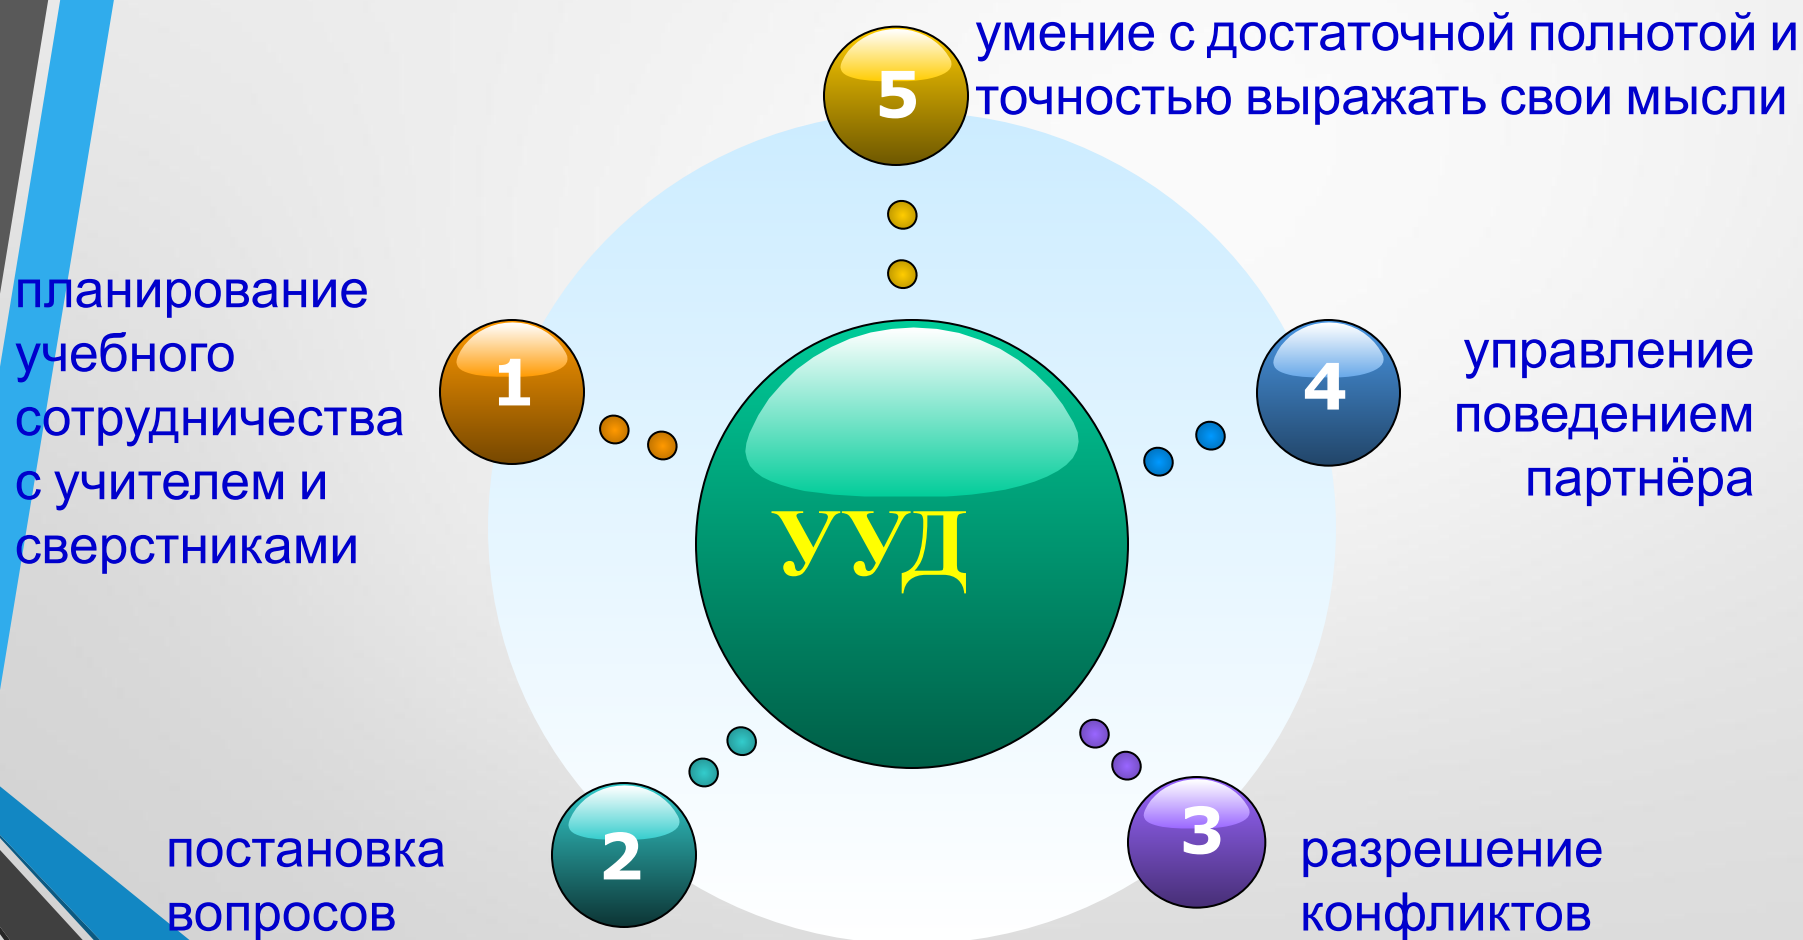 5
умение с достаточной полнотой и
точностью выражать свои мысли
планирование
учебного
сотрудничества
с учителем и
сверстниками
1
4
управление
поведением
партнёра
УУД
постановка
вопросов
2
3
разрешение
конфликтов